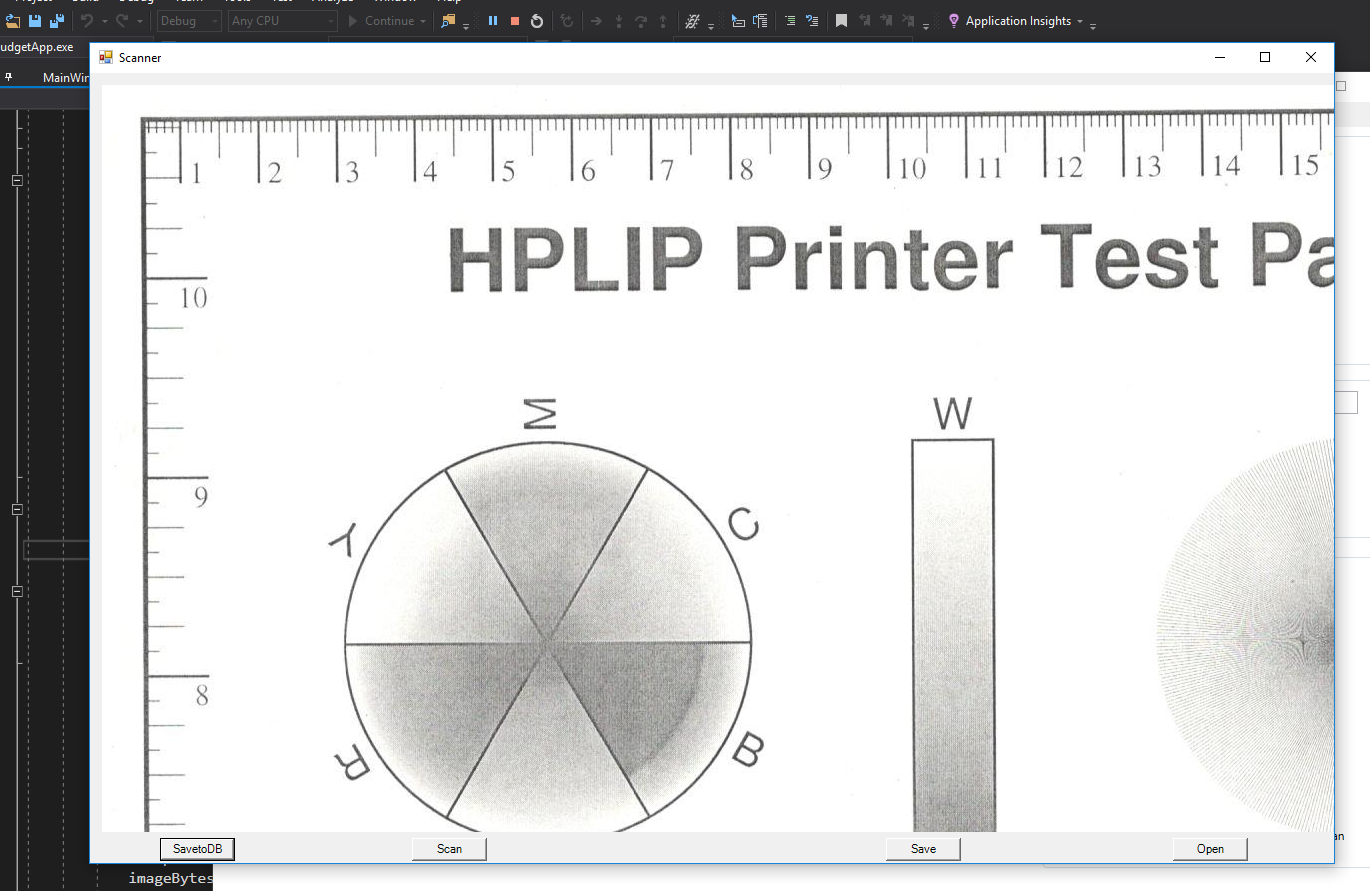 Debug Any CPU Continue Application Insights
udgetApp.exe
Scanner
MainWin
1 2 3 4 5 6 7 8 9 10 11 12 13 14 15
HPLIP Printer Test Pa
10
M
W
9
C
Y
8
B
R
SavetoDB Scan Save Open
an
imageBytes